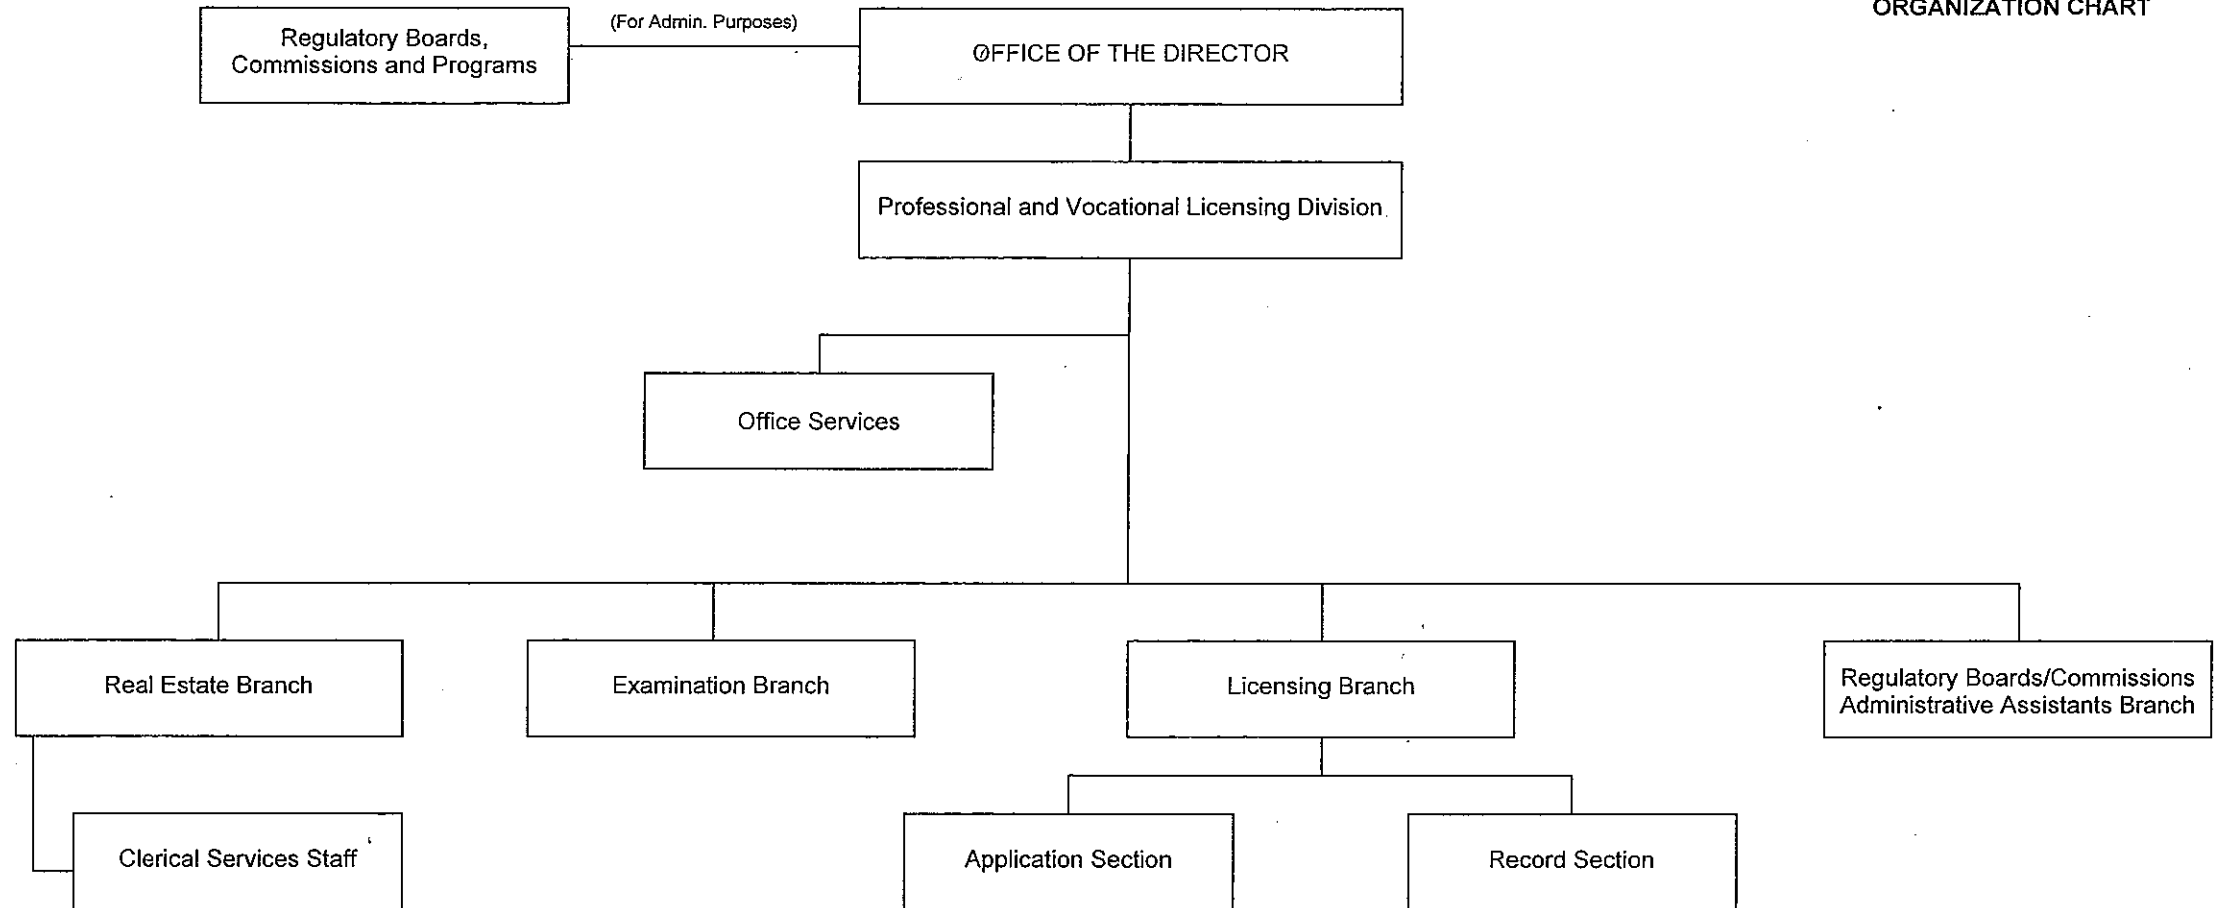 ORGANIZATION CHART
(For Admin. Purposes)
Regulatory Boards,
Commissions and Programs
OFFICE OF THE DIRECTOR
Professional and Vocational Licensing Division
Office Services
Real Estate Branch
Examination Branch
Licensing Branch
Regulatory Boards/Commissions
Administrative Assistants Branch
Clerical Services Staff
Application Section
Record Section